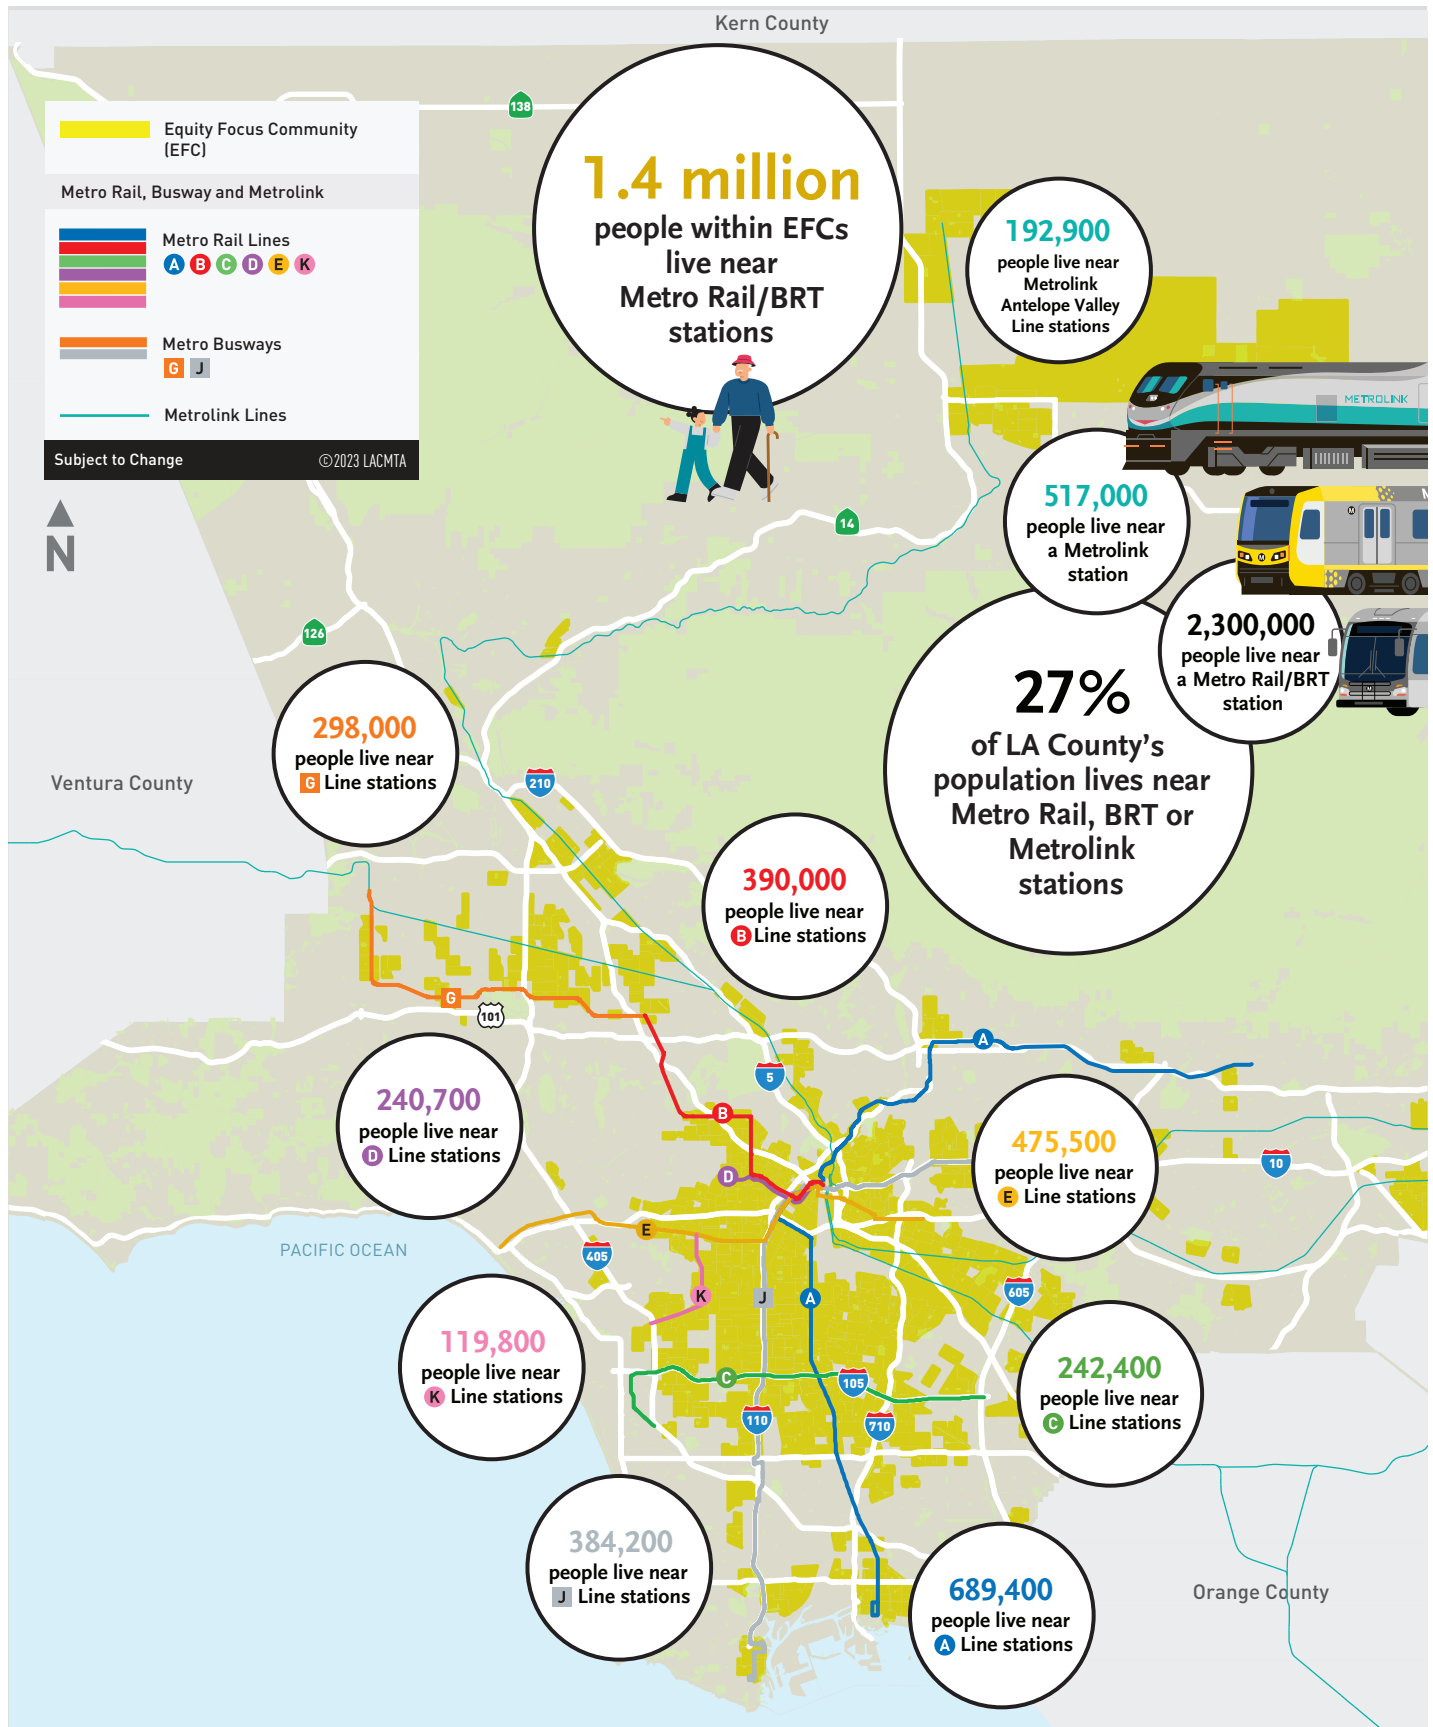 Kern County
138
Equity Focus Community
(EFC)
Metro Rail, Busway and Metrolink
Metro Rail Lines
A B C D E K
Metro Busways
G J
Metrolink Lines
Subject to Change ©2023 LACMTA
N
1.4 million
people within EFCs
live near
Metro Rail/BRT
stations
192,900
people live near
Metrolink
Antelope Valley
Line stations
METROLINK
517,000
people live near
a Metrolink
station
M
M
M
14
126
2,300,000
people live near
a Metro Rail/BRT
station
M
27%
of LA County's
population lives near
Metro Rail, BRT or
Metrolink
stations
298,000
people live near
G Line stations
Ventura County
210
390,000
people live near
B Line stations
G
101
A
5
240,700
people live near
D Line stations
B
475,500
people live near
E Line stations
10
D
E
PACIFIC OCEAN
405
605
K
J
A
119,800
people live near
K Line stations
242,400
people live near
C Line stations
C
105
110
710
384,200
people live near
J Line stations
689,400
people live near
A Line stations
Orange County